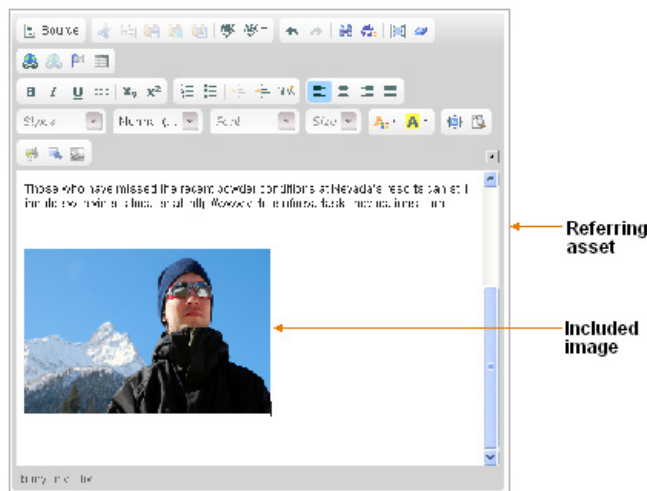 Source
B I U
Styles Normal (... Font Size
Those who have missed the recent powder conditions at Nevada's resorts can still
Referring
asset
Included
image